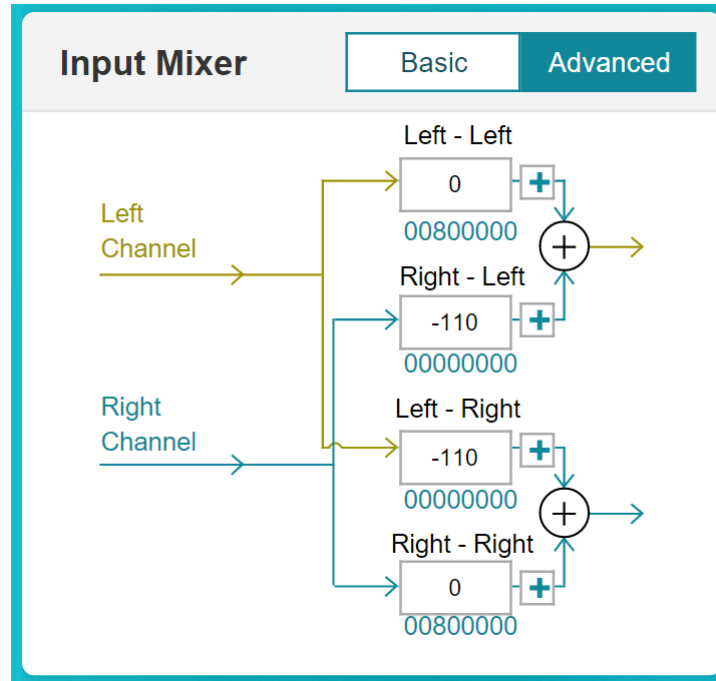 Input Mixer
Basic
Advanced
Left - Left
0
00800000
Left
Channel
Right - Left
-110
00000000
Right
Channel
Left - Right
-110
00000000
Right - Right
0
00800000